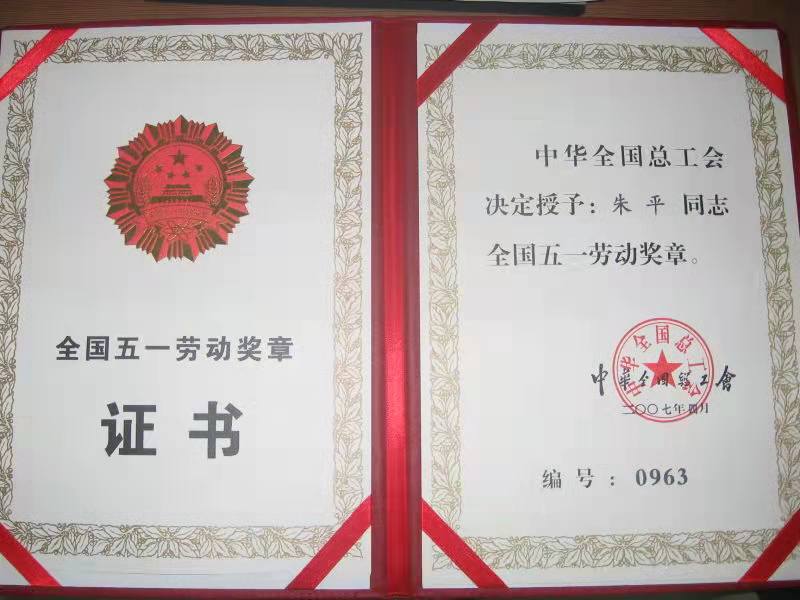 全国五一劳动奖章
证书
中华全国总工会
决定授予：朱平 同志
全国五一劳动奖章。
中华全国总工会
中华全国总工會
二〇〇七年四月
编号：0963